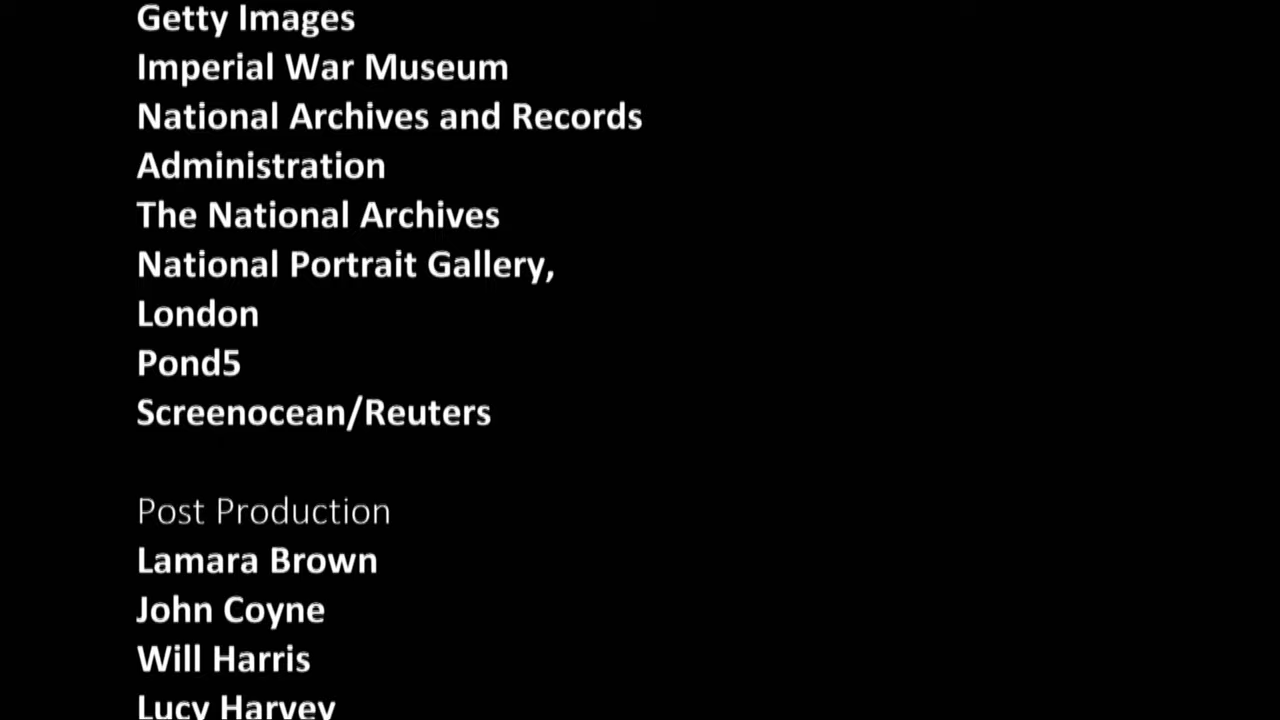 Getty Images
Imperial War Museum
National Archives and Records
Administration
The National Archives
National Portrait Gallery,
London
Pond5
Screenocean/Reuters
Post Production
Lamara Brown
John Coyne
Will Harris
Lucy Harvey